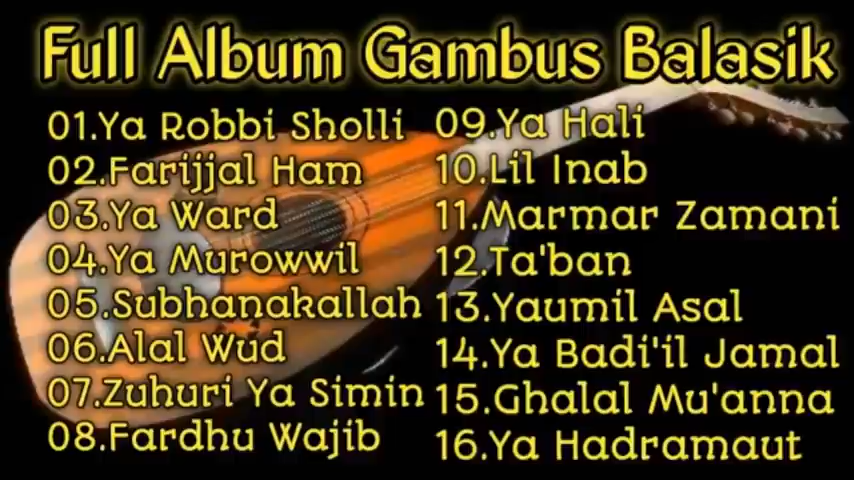 Full Album Gambus Balasik
01.Ya Robbi Sholli
02.Farijjal Ham
03.Ya Ward
04.Ya Murowwil
05.Subhanakallah
06.Alal Wud
07.Zuhuri Ya Simin
08.Fardhu Wajib
09.Ya Hali
10.Lil Inab
11.Marmar Zamani
12.Ta'ban
13.Yaumil Asal
14.Ya Badi'il Jamal
15.Ghalal Mu'anna
16.Ya Hadramaut